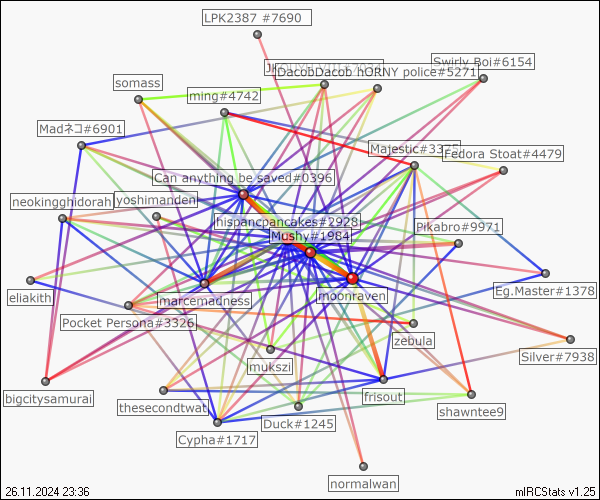 LPK2387 #7690
Swirly Boi#6154
DacobDacob hORNY police#5271
somass
ming#4742
Madネコ#6901
Majestic#3375
Fedora Stoat#4479
Can anything be saved#0396
neokingghidorah
yoshimanden
hispancpancakes#2928
Pikabro#9971
Mushy#1984
eliakith
marcemadness
moonraven
Eg.Master#1378
Pocket Persona#3326
zebula
Silver#7938
mukszi
bigcitysamurai
thesecondtwat
frisout
shawntee9
Duck#1245
Cypha#1717
normalwan
26.11.2024 23:36
mIRCStats v1.25